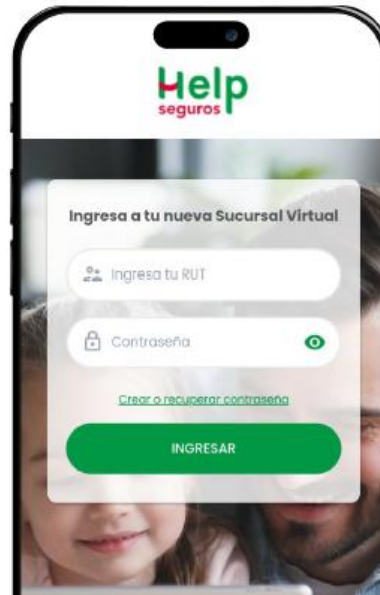 Help
seguros
Ingresa a tu nueva Sucursal Virtual
Ingresa tu RUT
Contraseña
Crear o recuperar contraseña
INGRESAR